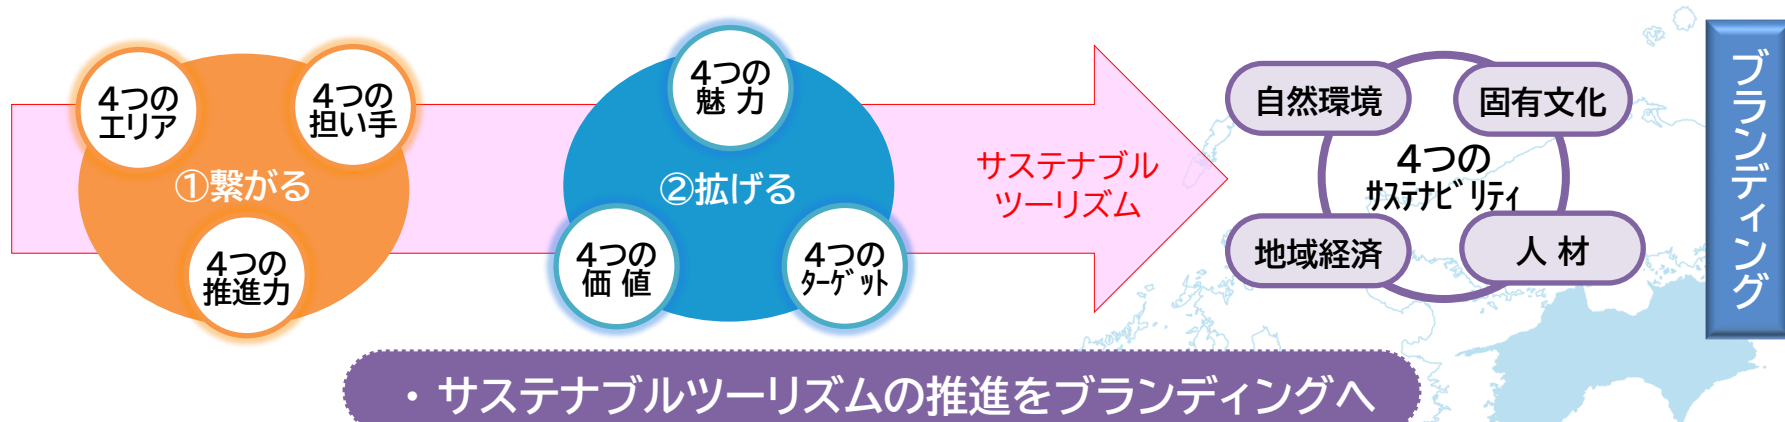 4つの
エリア
4つの
担い手
①繋がる
4つの
推進力
4つの
魅 力
②拡げる
4つの
価 値
4つの
ﾀｰｹﾞｯﾄ
サステナブル
ツーリズム
自然環境
固有文化
4つの
ｻｽﾃﾅﾋﾞﾘﾃｨ
地域経済
人 材
ブランディング
・サステナブルツーリズムの推進をブランディングへ